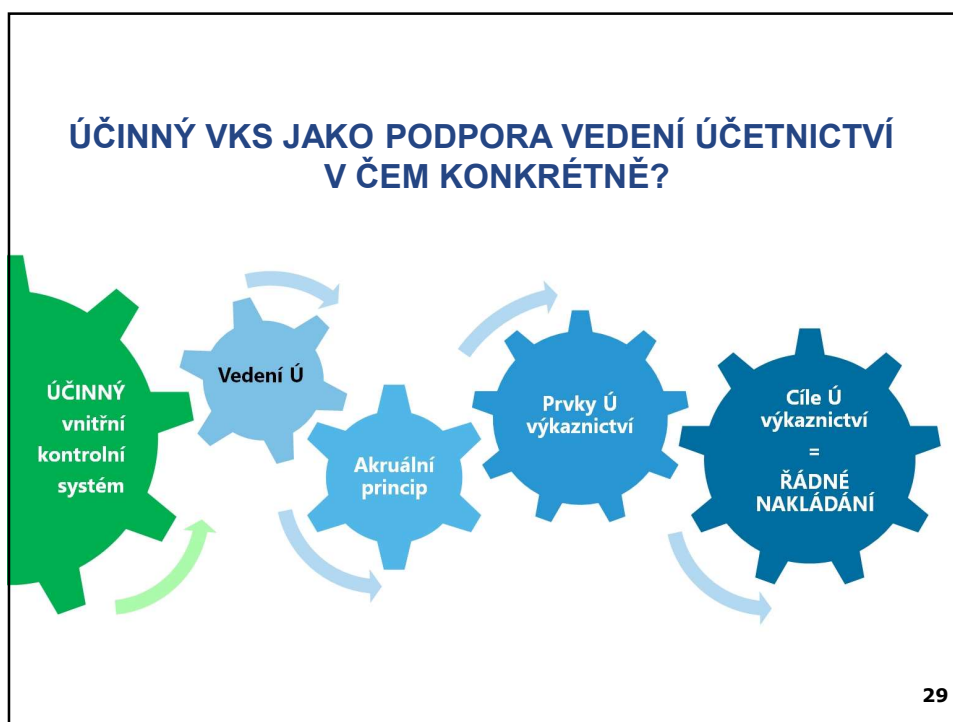 ÚČINNÝ VKS JAKO PODPORA VEDENÍ ÚČETNICTVÍ
V ČEM KONKRÉTNĚ?
ÚČINNÝ
vnitřní
kontrolní
systém
Vedení Ú
Akruální
princip
Prvky Ú
výkaznictví
Cíle Ú
výkaznictví
=
ŘÁDNÉ
NAKLÁDÁNÍ
29